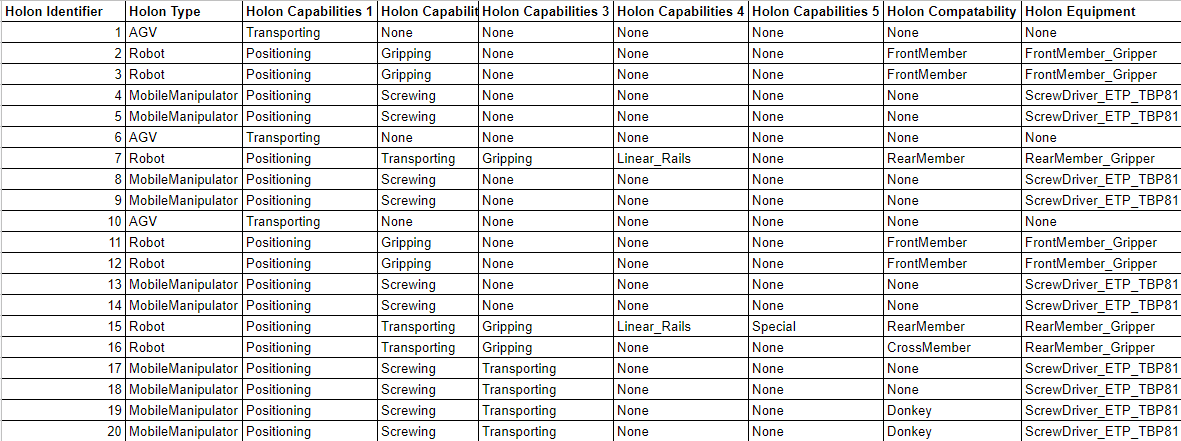 Holon Identifier Holon Type Holon Capabilities 1 Holon Capabilit Holon Capabilities 3 Holon Capabilities 4 Holon Capabilities 5 Holon Compatability Holon Equipment
1 AGV Transporting None None None None None None
2 Robot Positioning Gripping None None None FrontMember FrontMember_Gripper
3 Robot Positioning Gripping None None None FrontMember FrontMember_Gripper
4 MobileManipulator Positioning Screwing None None None None ScrewDriver_ETP_TBP81
5 MobileManipulator Positioning Screwing None None None None ScrewDriver_ETP_TBP81
6 AGV Transporting None None None None None None
7 Robot Positioning Transporting Gripping Linear_Rails None RearMember RearMember_Gripper
8 MobileManipulator Positioning Screwing None None None None ScrewDriver_ETP_TBP81
9 MobileManipulator Positioning Screwing None None None None ScrewDriver_ETP_TBP81
10 AGV Transporting None None None None None None
11 Robot Positioning Gripping None None None FrontMember FrontMember_Gripper
12 Robot Positioning Gripping None None None FrontMember FrontMember_Gripper
13 MobileManipulator Positioning Screwing None None None None ScrewDriver_ETP_TBP81
14 MobileManipulator Positioning Screwing None None None None ScrewDriver_ETP_TBP81
15 Robot Positioning Transporting Gripping Linear_Rails Special RearMember RearMember_Gripper
16 Robot Positioning Transporting Gripping None None CrossMember RearMember_Gripper
17 MobileManipulator Positioning Screwing Transporting None None None ScrewDriver_ETP_TBP81
18 MobileManipulator Positioning Screwing Transporting None None None ScrewDriver_ETP_TBP81
19 MobileManipulator Positioning Screwing Transporting None None Donkey ScrewDriver_ETP_TBP81
20 MobileManipulator Positioning Screwing Transporting None None Donkey ScrewDriver_ETP_TBP81